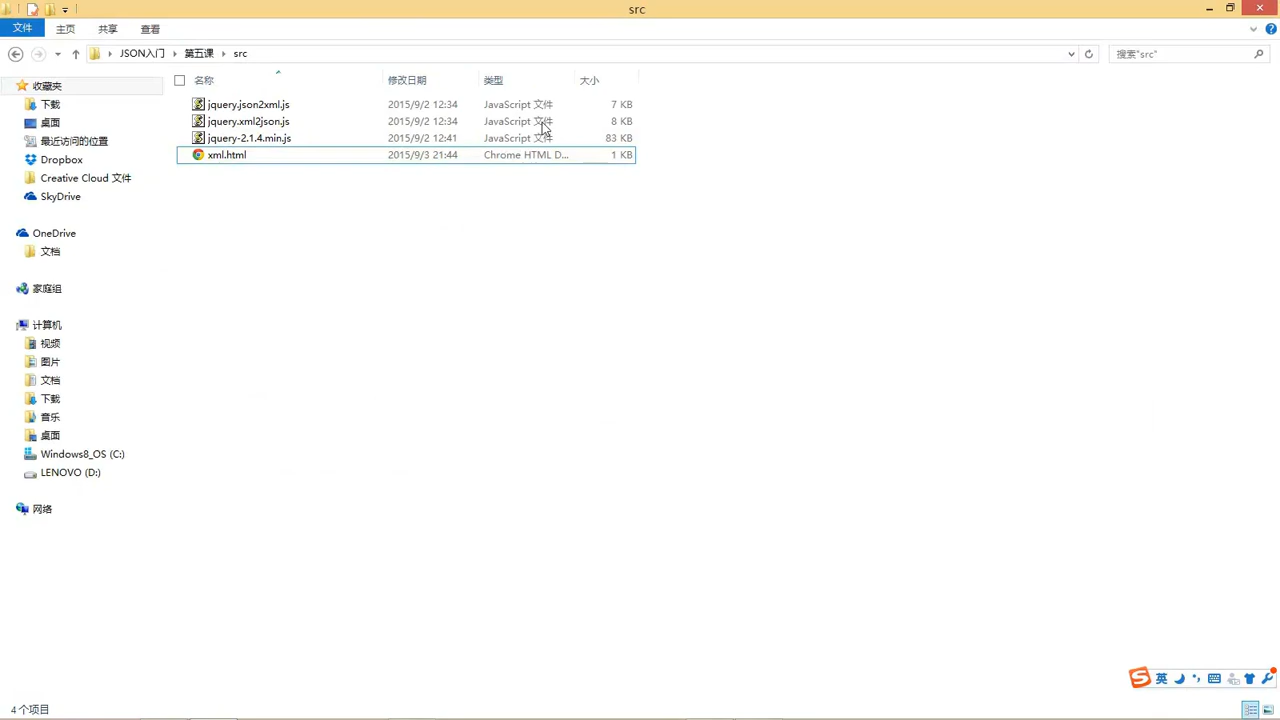 src
文件 主页 共享 查看
JSON入门 第五课 src 搜索"src"
名称 修改日期 类型 大小
jquery.json2xml.js 2015/9/2 12:34 JavaScript 文件 7 KB
jquery.xml2json.js 2015/9/2 12:34 JavaScript 文件 8 KB
jquery-2.1.4.min.js 2015/9/2 12:41 JavaScript 文件 83 KB
xml.html 2015/9/3 21:44 Chrome HTML D... 1 KB
收藏夹
下载
桌面
最近访问的位置
Dropbox
Creative Cloud 文件
SkyDrive
OneDrive
文档
家庭组
计算机
视频
图片
文档
下载
音乐
桌面
Windows8_OS (C:)
LENOVO (D:)
网络
英
4 个项目